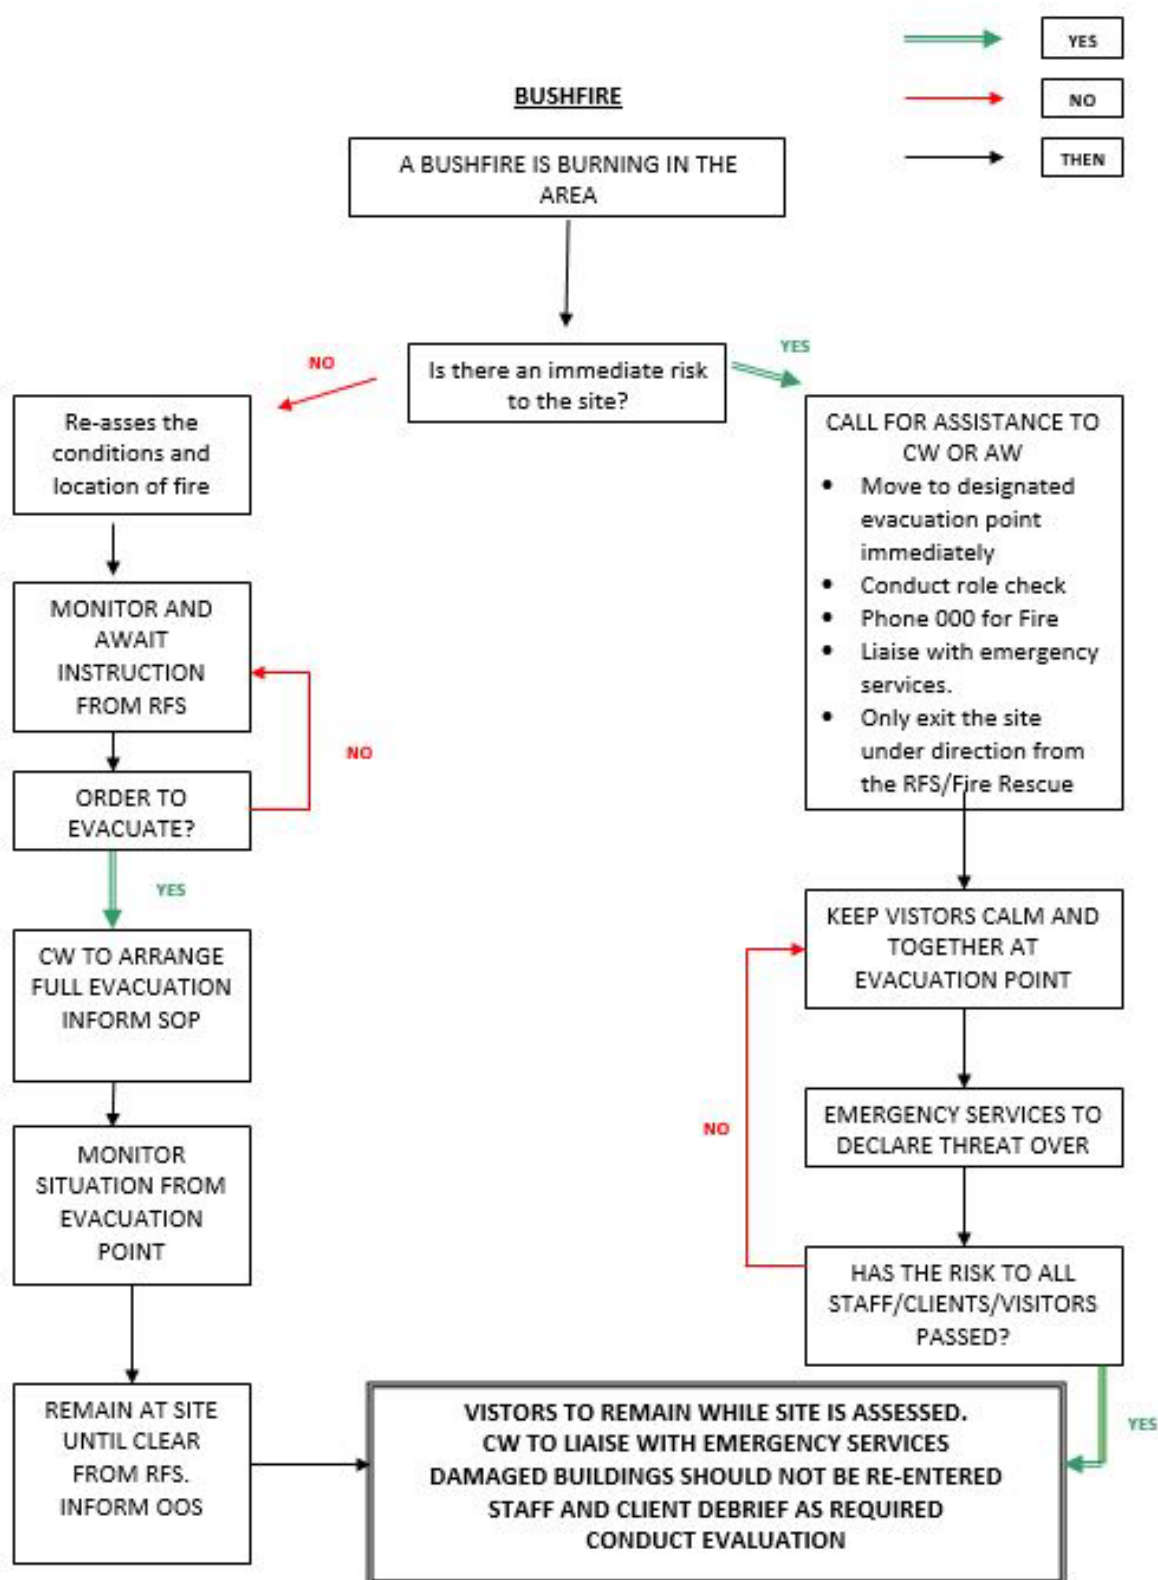 YES
NO
THEN
BUSHFIRE
A BUSHFIRE IS BURNING IN THE
AREA
Is there an immediate risk
to the site?
NO
YES
Re-asses the
conditions and
location of fire
MONITOR AND
AWAIT
INSTRUCTION
FROM RFS
NO
ORDER TO
EVACUATE?
YES
CW TO ARRANGE
FULL EVACUATION
INFORM SOP
MONITOR
SITUATION FROM
EVACUATION
POINT
REMAIN AT SITE
UNTIL CLEAR
FROM RFS.
INFORM OOS
CALL FOR ASSISTANCE TO
CW OR AW
• Move to designated
evacuation point
immediately
• Conduct role check
• Phone 000 for Fire
• Liaise with emergency
services.
• Only exit the site
under direction from
the RFS/Fire Rescue
KEEP VISTORS CALM AND
TOGETHER AT
EVACUATION POINT
EMERGENCY SERVICES TO
DECLARE THREAT OVER
NO
HAS THE RISK TO ALL
STAFF/CLIENTS/VISITORS
PASSED?
YES
VISTORS TO REMAIN WHILE SITE IS ASSESSED.
CW TO LIAISE WITH EMERGENCY SERVICES
DAMAGED BUILDINGS SHOULD NOT BE RE-ENTERED
STAFF AND CLIENT DEBRIEF AS REQUIRED
CONDUCT EVALUATION